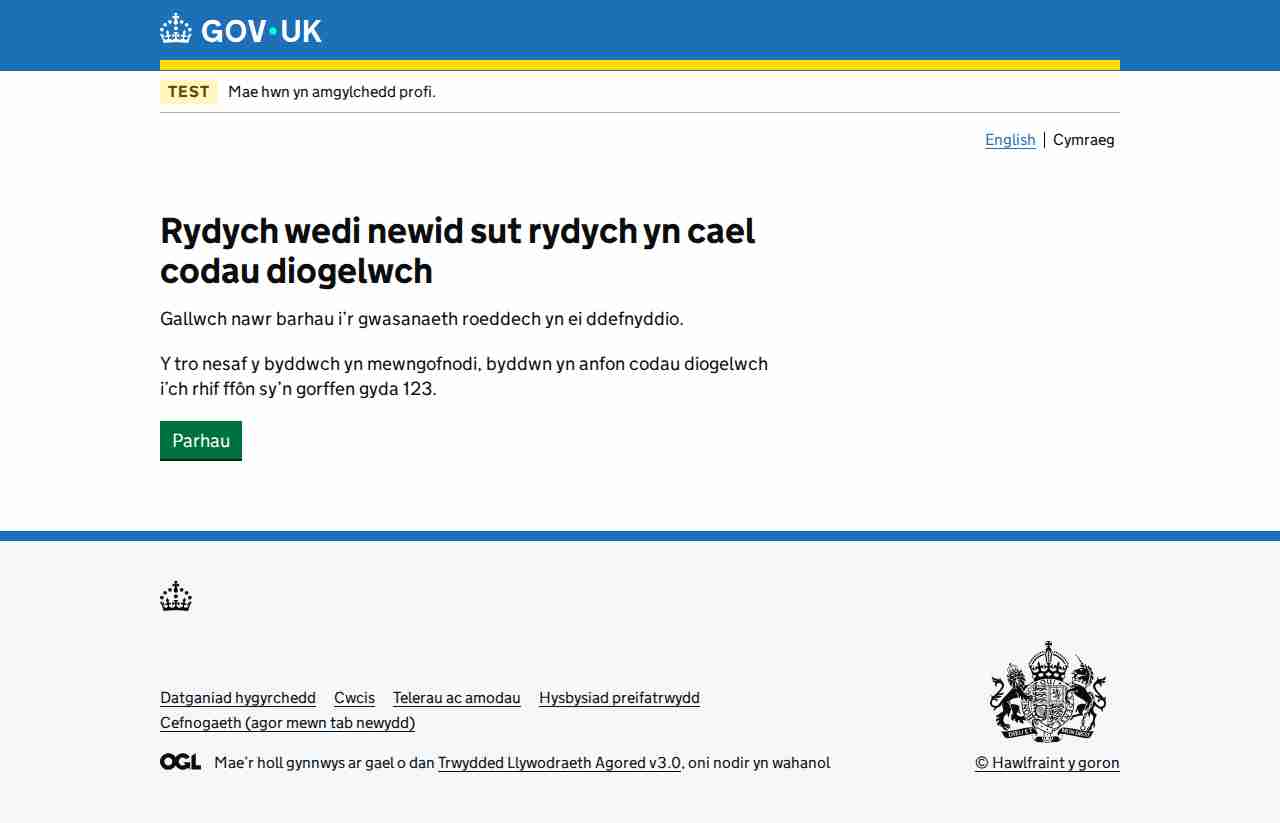 GOV·UK
TEST Mae hwn yn amgylchedd profi.
English Cymraeg
Rydych wedi newid sut rydych yn cael
codau diogelwch
Gallwch nawr barhau i’r gwasanaeth roeddech yn ei ddefnyddio.
Y tro nesaf y byddwch yn mewngofnodi, byddwn yn anfon codau diogelwch
i’ch rhif ffôn sy’n gorffen gyda 123.
Parhau
Datganiad hygyrchedd Cwcis Telerau ac amodau Hysbysiad preifatrwydd
Cefnogaeth (agor mewn tab newydd)
OGL Mae’r holl gynnwys ar gael o dan Trwydded Llywodraeth Agored v3.0, oni nodir yn wahanol
© Hawlfraint y goron